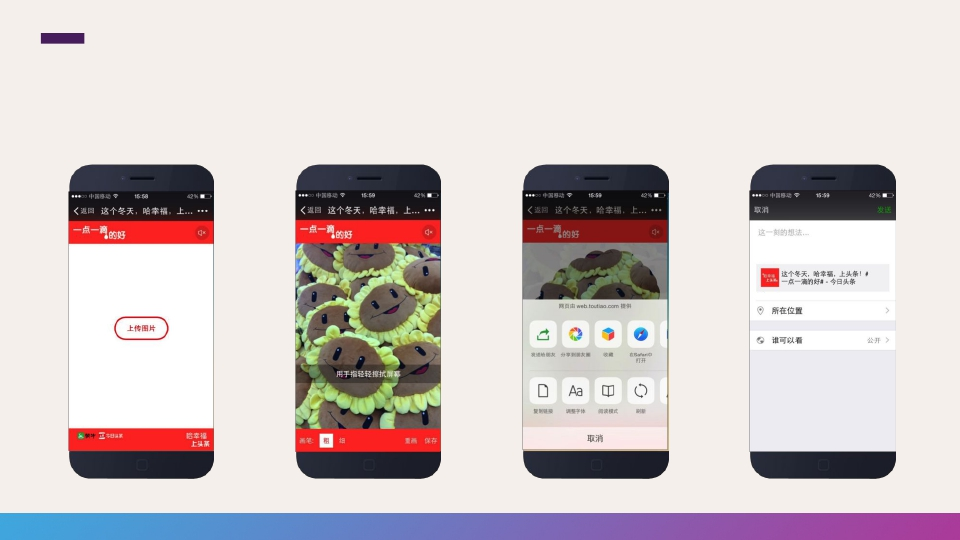 中国移动 15:58 42%
返回 这个冬天，哈幸福，上... •••
一点一滴
的好
上传图片
蒙牛 今日头条
哈幸福
上头条
中国移动 15:59 42%
返回 这个冬天，哈幸福，上... •••
一点一滴
的好
用手指轻轻擦拭屏幕
画笔: 粗 细 重画 保存
中国移动 15:59 42%
返回 这个冬天，哈幸福，上... •••
一点一滴
的好
网页由 web.toutiao.com 提供
发送给朋友 分享到朋友圈 收藏 在Safari中
打开
Aa
复制链接 调整字体 阅读模式 刷新
取消
中国移动 15:59 42%
取消 发送
这一刻的想法...
这个冬天，哈幸福，上头条！#
一点一滴的好# - 今日头条
所在位置
谁可以看 公开